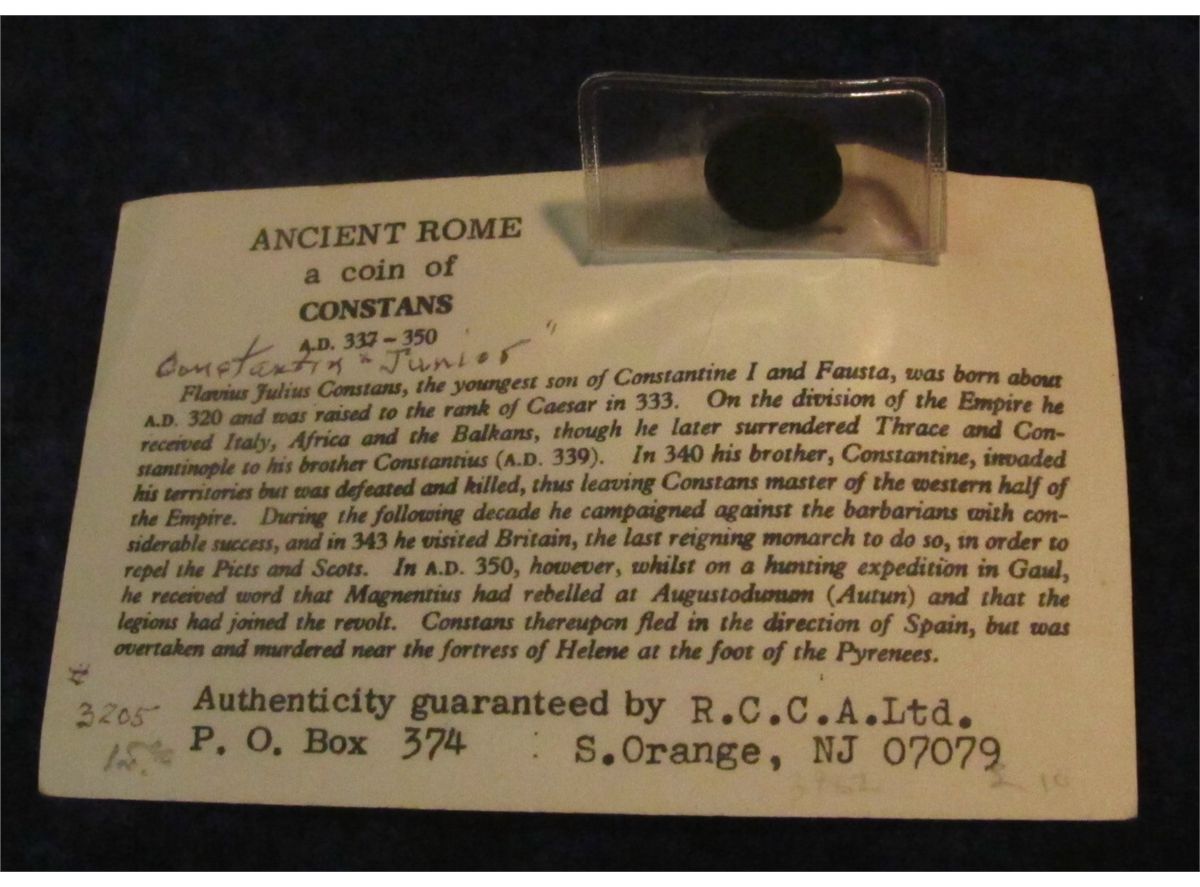 ANCIENT ROME
a coin of
CONSTANS
A.D. 337 – 350
Constantin "Junior"
Flavius Julius Constans, the youngest son of Constantine I and Fausta, was born about
A.D. 320 and was raised to the rank of Caesar in 333. On the division of the Empire he
received Italy, Africa and the Balkans, though he later surrendered Thrace and Con-
stantinople to his brother Constantius (A.D. 339). In 340 his brother, Constantine, invaded
his territories but was defeated and killed, thus leaving Constans master of the western half of
the Empire. During the following decade he campaigned against the barbarians with con-
siderable success, and in 343 he visited Britain, the last reigning monarch to do so, in order to
repel the Picts and Scots. In A.D. 350, however, whilst on a hunting expedition in Gaul,
he received word that Magnentius had rebelled at Augustodunum (Autun) and that the
legions had joined the revolt. Constans thereupon fled in the direction of Spain, but was
overtaken and murdered near the fortress of Helene at the foot of the Pyrenees.
Authenticity guaranteed by R.C.C.A.Ltd.
3205
P. O. Box 374 S.Orange, NJ 07079